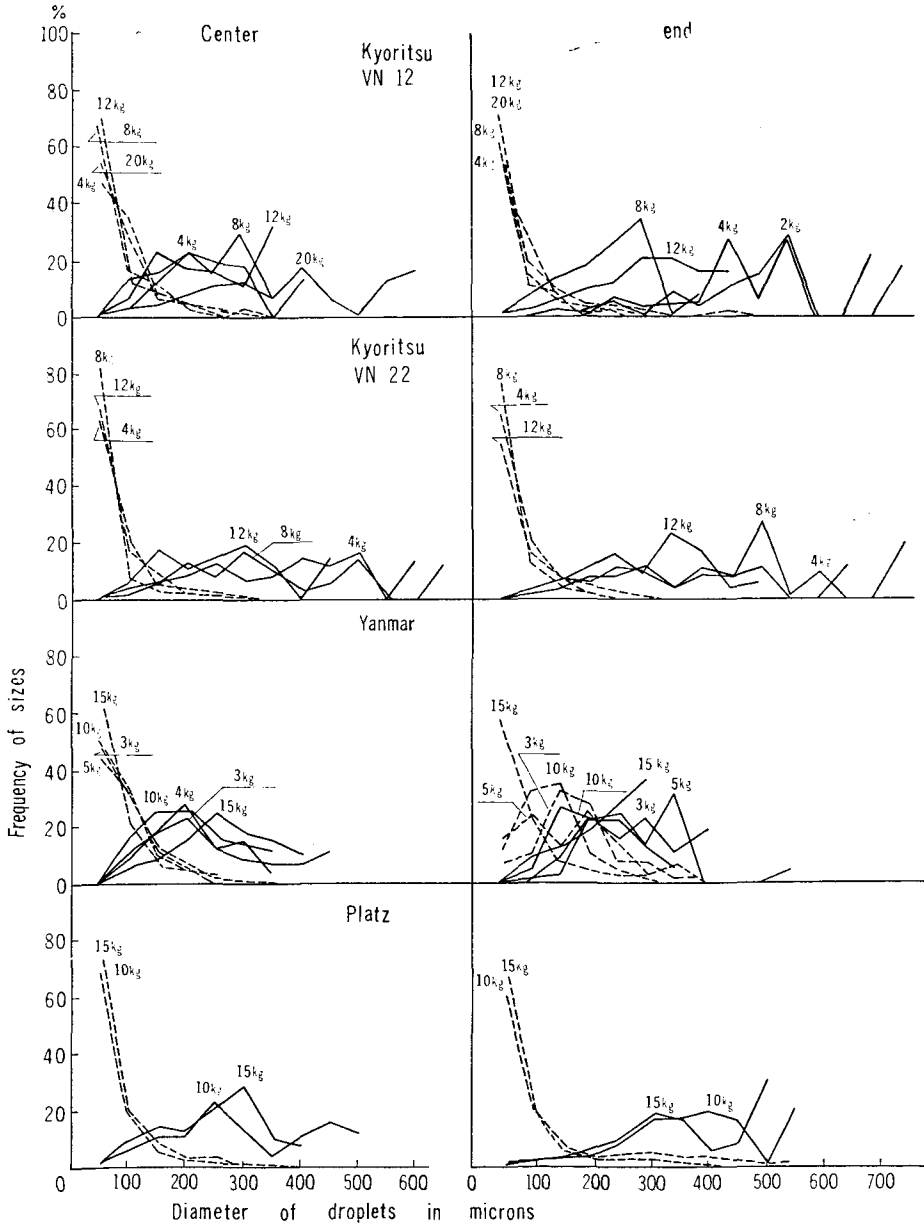 %
Center
end
Kyoritsu
VN 12
100
80
60
40
20
0
12kg
8kg
20kg
4kg
4kg
8kg
12kg
20kg
12kg
20kg
8kg
4kg
8kg
12kg
4kg
2kg
Kyoritsu
VN 22
80
60
40
20
0
8kg
12kg
4kg
12kg
8kg
4kg
8kg
4kg
12kg
12kg
8kg
4kg
Yanmar
80
60
40
20
0
15kg
10kg
3kg
5kg
10kg
4kg
3kg
15kg
15kg
3kg
10kg
5kg
10kg
15kg
3kg
5kg
Platz
80
60
40
20
0
15kg
10kg
10kg
15kg
15kg
10kg
15kg
10kg
100 200 300 400 500 600
0 100 200 300 400 500 600 700
Frequency of sizes
Diameter of droplets in microns